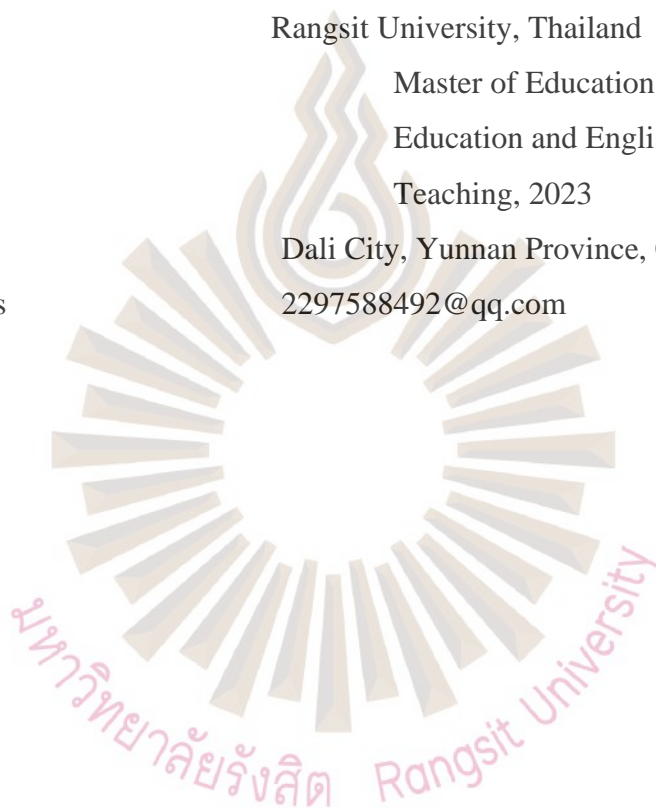 Rangsit University, Thailand
Master of Education
Education and Engli
Teaching, 2023
Dali City, Yunnan Province,
s 2297588492@qq.com
มหาวิทยาลัยรังสิต Rangsit University